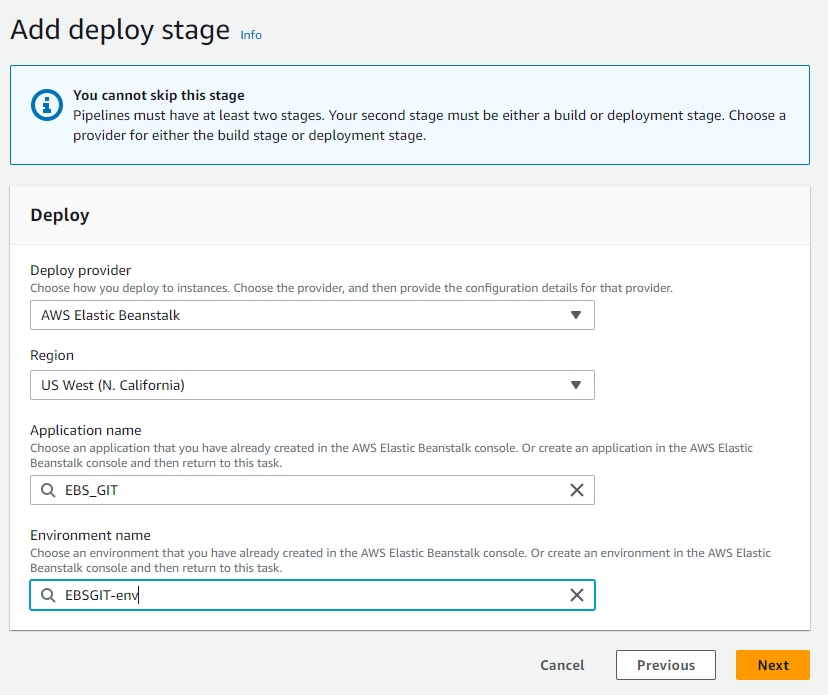 Add deploy stage Info
You cannot skip this stage
Pipelines must have at least two stages. Your second stage must be either a build or deployment stage. Choose a
provider for either the build stage or deployment stage.
Deploy
Deploy provider
Choose how you deploy to instances. Choose the provider, and then provide the configuration details for that provider.
AWS Elastic Beanstalk
Region
US West (N. California)
Application name
Choose an application that you have already created in the AWS Elastic Beanstalk console. Or create an application in the AWS Elastic
Beanstalk console and then return to this task.
EBS_GIT
Environment name
Choose an environment that you have already created in the AWS Elastic Beanstalk console. Or create an environment in the AWS Elastic
Beanstalk console and then return to this task.
EBSGIT-env
Cancel Previous Next